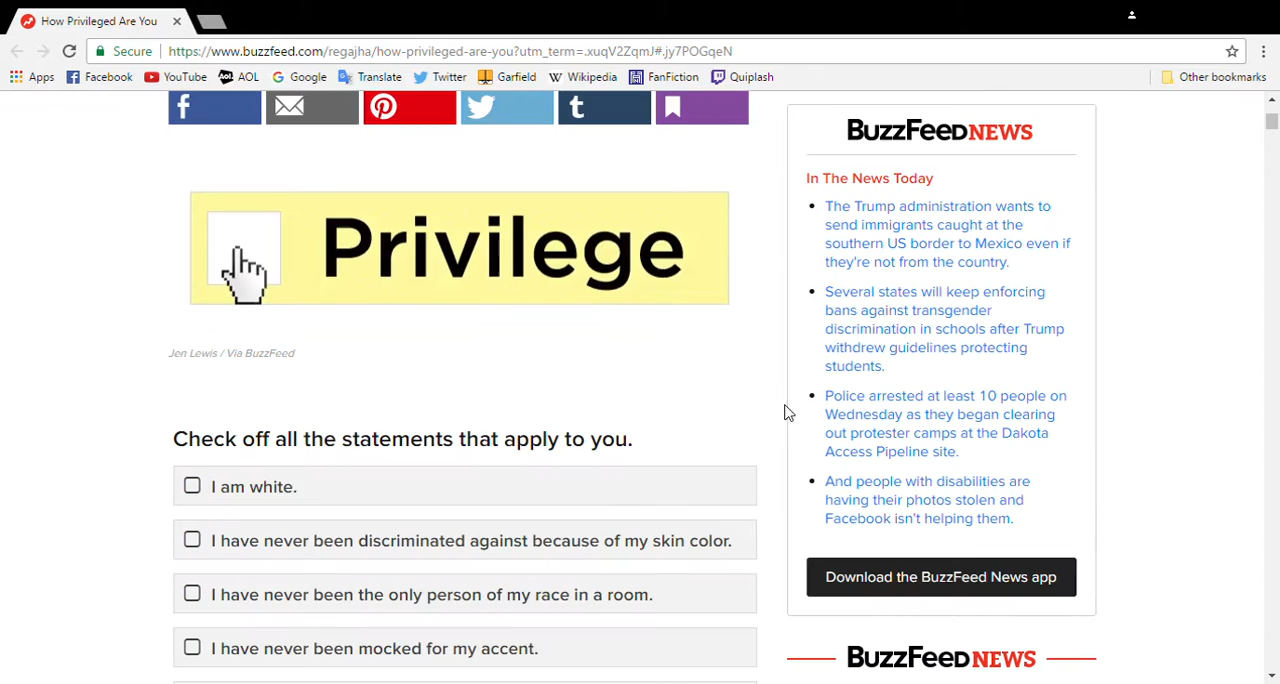 How Privileged Are You
Secure https://www.buzzfeed.com/regajha/how-privileged-are-you?utm_term=.xuqV2ZqmJ#.jy7POGqeN
Apps Facebook YouTube Aol. AOL Google Translate Twitter Garfield W Wikipedia FanFiction Quiplash Other bookmarks
BuzzFeedNEWS
Privilege
In The News Today
The Trump administration wants to
send immigrants caught at the
southern US border to Mexico even if
they're not from the country.
Several states will keep enforcing
bans against transgender
discrimination in schools after Trump
withdrew guidelines protecting
students.
Jen Lewis / Via BuzzFeed
Police arrested at least 10 people on
Wednesday as they began clearing
out protester camps at the Dakota
Access Pipeline site.
And people with disabilities are
having their photos stolen and
Facebook isn't helping them.
Download the BuzzFeed News app
BuzzFeedNEWS
Check off all the statements that apply to you.
I am white.
I have never been discriminated against because of my skin color.
I have never been the only person of my race in a room.
I have never been mocked for my accent.